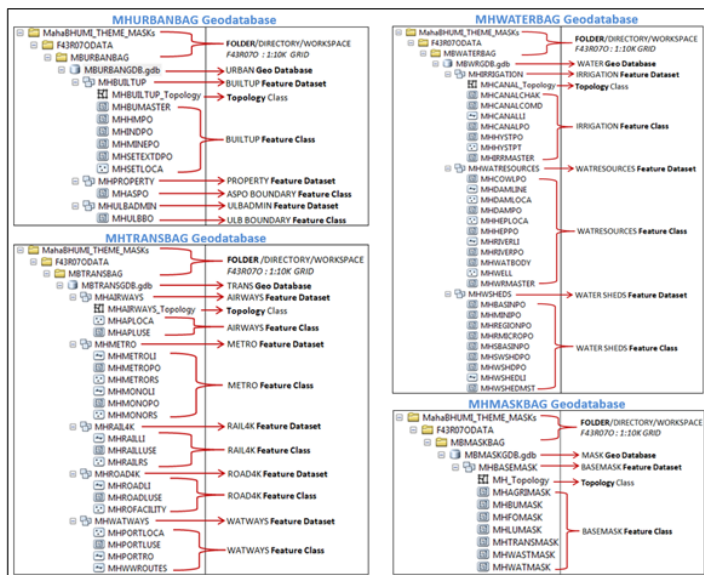 MHURBANBAG Geodatabase
MahaBHUMI_THEME_MASKs
F43R07ODATA
FOLDER/DIRECTORY/WORKSPACE
F43R07O : 1:10K GRID
MBURBANBAG
MBURBANGDB.gdb URBAN Geo Database
MHBUILTUP BUILTUP Feature Dataset
MHBUILTUP_Topology Topology Class
MHBUMASTER
MHHMPO
MHINDPO
MHMINEPO
MHSETEXTDPO
MHSETLOCA
BUILTUP Feature Class
MHPROPERTY PROPERTY Feature Dataset
MHASPO ASPO BOUNDARY Feature Class
MHULBADMIN ULBADMIN Feature Dataset
MHULBBO ULB BOUNDARY Feature Class
MHTRANSBAG Geodatabase
MahaBHUMI_THEME_MASKs
F43R07ODATA
FOLDER /DIRECTORY/WORKSPACE
F43R07O : 1:10K GRID
MBTRANSBAG
MBTRANSGDB.gdb TRANS Geo Database
MHAIRWAYS AIRWAYS Feature Dataset
MHAIRWAYS_Topology Topology Class
MHAPLOCA
MHAPLUSE
AIRWAYS Feature Class
MHMETRO METRO Feature Dataset
MHMETROLI
MHMETROPO
MHMETRORS
MHMONOLI
MHMONOPO
MHMONORS
METRO Feature Class
MHRAIL4K RAIL4K Feature Dataset
MHRAILLI
MHRAILLUSE
MHRAILRS
RAIL4K Feature Class
MHROAD4K ROAD4K Feature Dataset
MHROADLI
MHROADLUSE
MHROFACILITY
ROAD4K Feature Class
MHWATWAYS WATWAYS Feature Dataset
MHPORTLOCA
MHPORTLUSE
MHPORTRO
MHWWROUTES
WATWAYS Feature Class
MHWATERBAG Geodatabase
MahaBHUMI_THEME_MASKs
F43R07ODATA
FOLDER/DIRECTORY/WORKSPACE
F43R07O : 1:10K GRID
MBWATERBAG
MBWRGDB.gdb WATER Geo Database
MHIRRIGATION IRRIGATION Feature Dataset
MHCANAL_Topology Topology Class
MHCANALCHAK
MHCANALCOMD
MHCANALLI
MHCANALPO
MHHYSTPO
MHHYSTPT
MHIRRMASTER
IRRIGATION Feature Class
MHWATRESOURCES WATRESOURCES Feature Dataset
MHCOWLPO
MHDAMLINE
MHDAMLOCA
MHDAMPO
MHHEPLOCA
MHHEPPO
MHRIVERLI
MHRIVERPO
MHWATBODY
MHWELL
MHWRMASTER
WATRESOURCES Feature Class
MHWSHEDS WATER SHEDS Feature Dataset
MHBASINPO
MHMINIPO
MHREGIONPO
MHRMICROPO
MHSBASINPO
MHSWSHDPO
MHWSHDPO
MHWSHEDLI
MHWSHEDMST
WATER SHEDS Feature Class
MHMASKBAG Geodatabase
MahaBHUMI_THEME_MASKs
F43R07ODATA
FOLDER/DIRECTORY/WORKSPACE
F43R07O : 1:10K GRID
MBMASKBAG
MBMASKGDB.gdb MASK Geo Database
MHBASEMASK BASEMASK Feature Dataset
MH_Topology Topology Class
MHAGRIMASK
MHBUMASK
MHFOMASK
MHLUMASK
MHTRANSMASK
MHWASTMASK
MHWATMASK
BASEMASK Feature Class